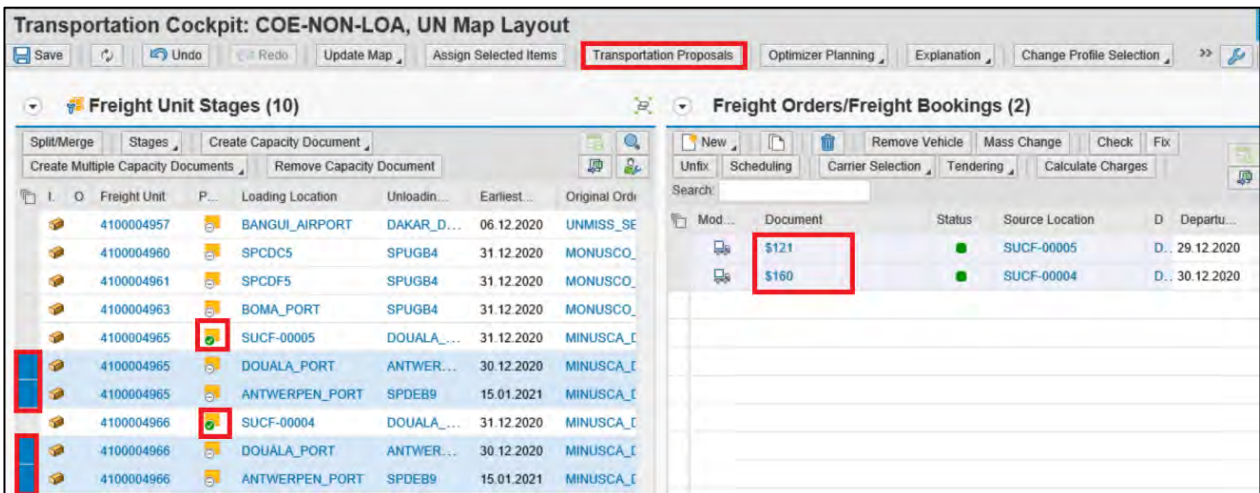 Transportation Cockpit: COE-NON-LOA, UN Map Layout
Save Undo Redo Update Map Assign Selected Items Transportation Proposals Optimizer Planning Explanation Change Profile Selection >>
Freight Unit Stages (10)
Split/Merge Stages Create Capacity Document
Create Multiple Capacity Documents Remove Capacity Document
I. O Freight Unit P... Loading Location Unloadin... Earliest... Original Orde
4100004957 BANGUI_AIRPORT DAKAR_D... 06.12.2020 UNMISS_SE
4100004960 SPCDC5 SPUGB4 31.12.2020 MONUSCO_
4100004961 SPCDF5 SPUGB4 31.12.2020 MONUSCO_
4100004963 BOMA_PORT SPUGB4 31.12.2020 MONUSCO_
4100004965 SUCF-00005 DOUALA_... 31.12.2020 MINUSCA_D
4100004965 DOUALA_PORT ANTWER... 30.12.2020 MINUSCA_D
4100004965 ANTWERPEN_PORT SPDEB9 15.01.2021 MINUSCA_D
4100004966 SUCF-00004 DOUALA_... 31.12.2020 MINUSCA_D
4100004966 DOUALA_PORT ANTWER... 30.12.2020 MINUSCA_D
4100004966 ANTWERPEN_PORT SPDEB9 15.01.2021 MINUSCA_D
Freight Orders/Freight Bookings (2)
New Remove Vehicle Mass Change Check Fix
Unfix Scheduling Carrier Selection Tendering Calculate Charges
Search:
Mod... Document Status Source Location D Departu...
$121 SUCF-00005 D.. 29.12.2020
$160 SUCF-00004 D.. 30.12.2020